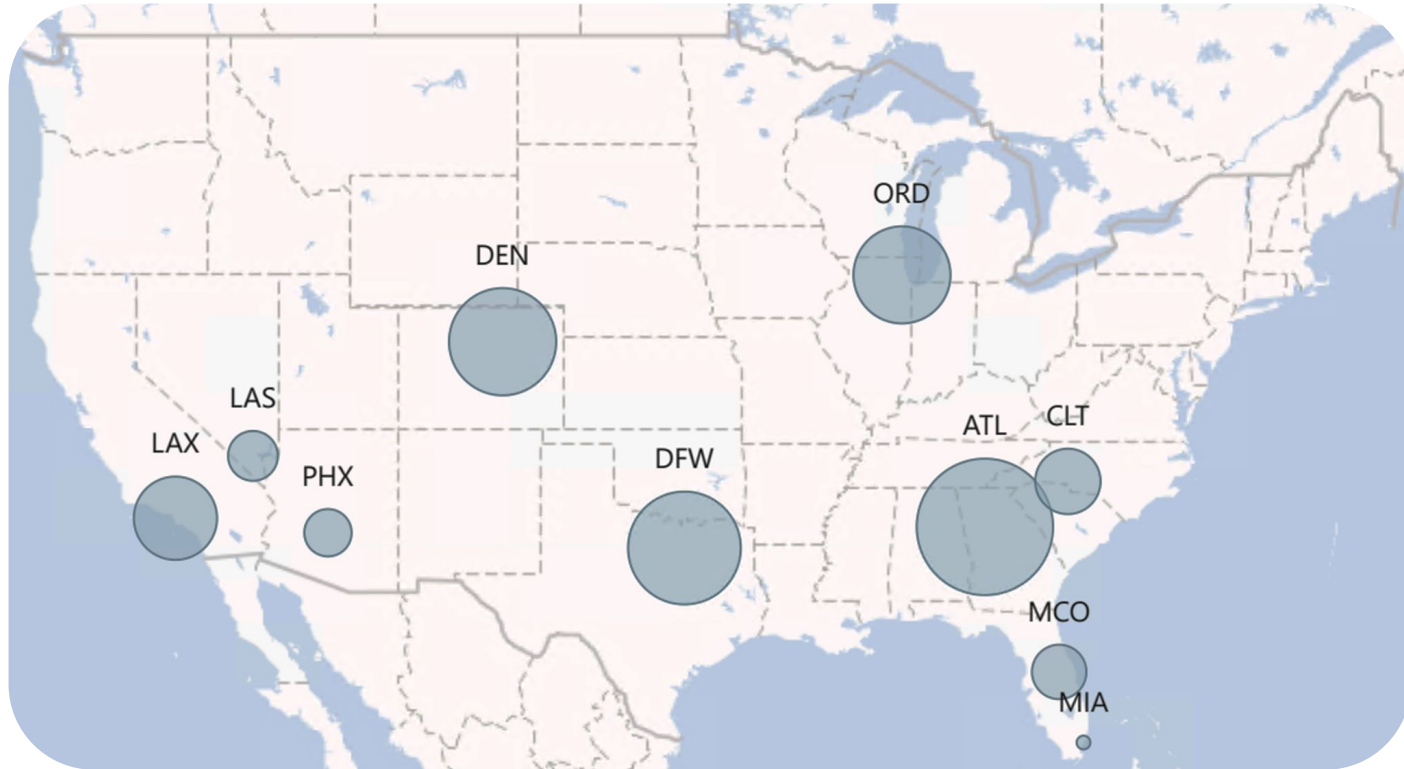 ORD
DEN
LAS
CLT
ATL
LAX
DFW
PHX
MCO
MIA